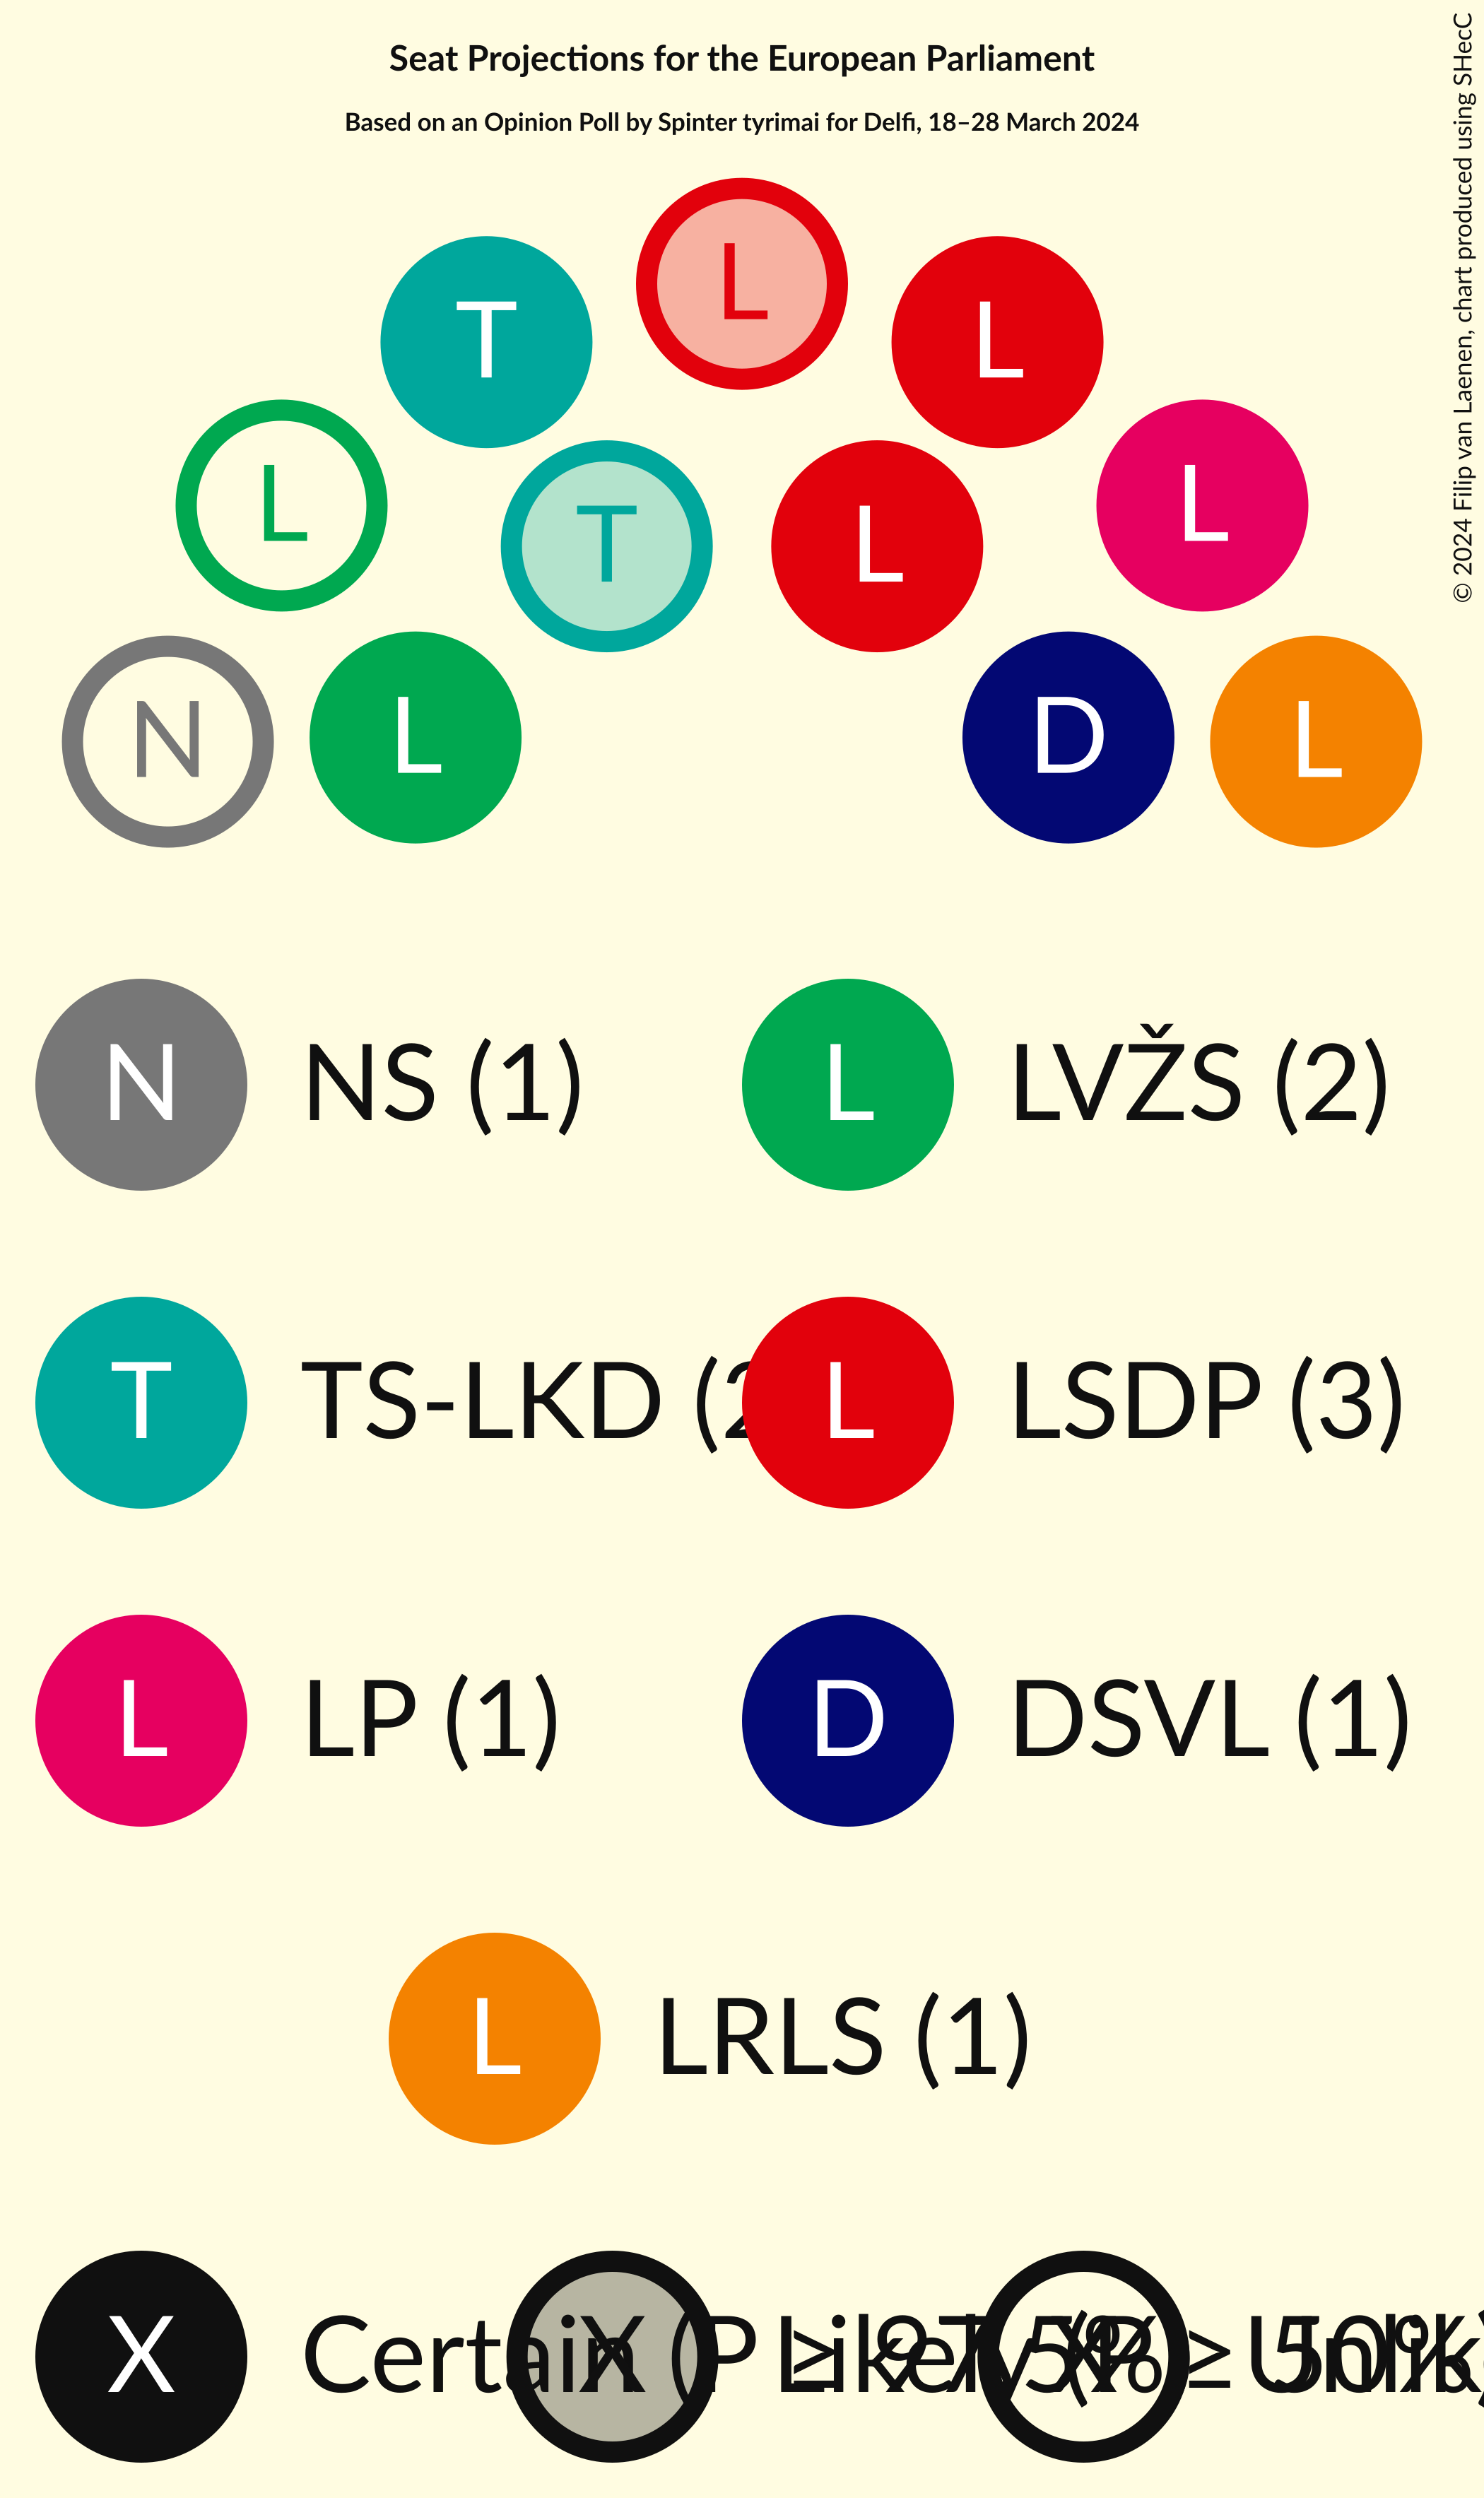 Seat Projections for the European Parliament
Based on an Opinion Poll by Spinter tyrimai for Delfi, 18–28 March 2024
© 2024 Filip van Laenen, chart produced using SHecC
L
T L
L L
T L
N L D L
N NS (1) L LVŽS (2)
T TS-LKD (2 L LSDP (3)
L LP (1) D DSVL (1)
L LRLS (1)
X Certain X Likely X